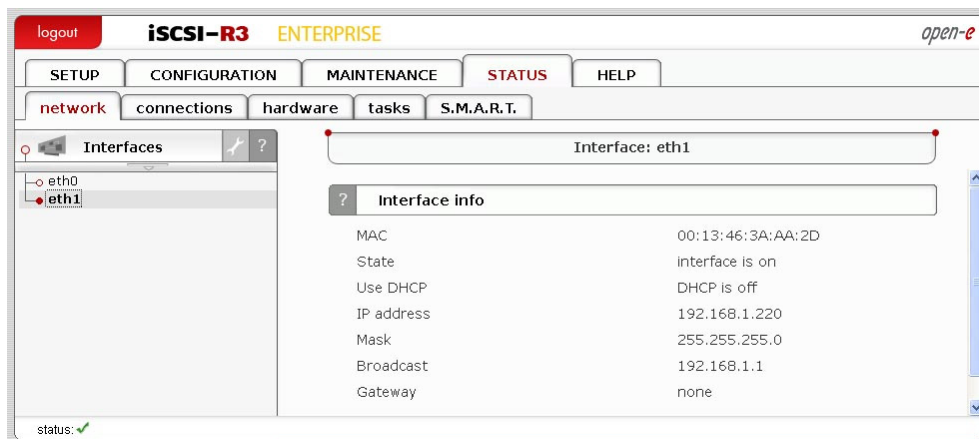 logout iSCSI-R3 ENTERPRISE open-e
SETUP CONFIGURATION MAINTENANCE STATUS HELP
network connections hardware tasks S.M.A.R.T.
Interfaces ?
eth0
eth1
Interface: eth1
? Interface info
MAC 00:13:46:3A:AA:2D
State interface is on
Use DHCP DHCP is off
IP address 192.168.1.220
Mask 255.255.255.0
Broadcast 192.168.1.1
Gateway none
status: